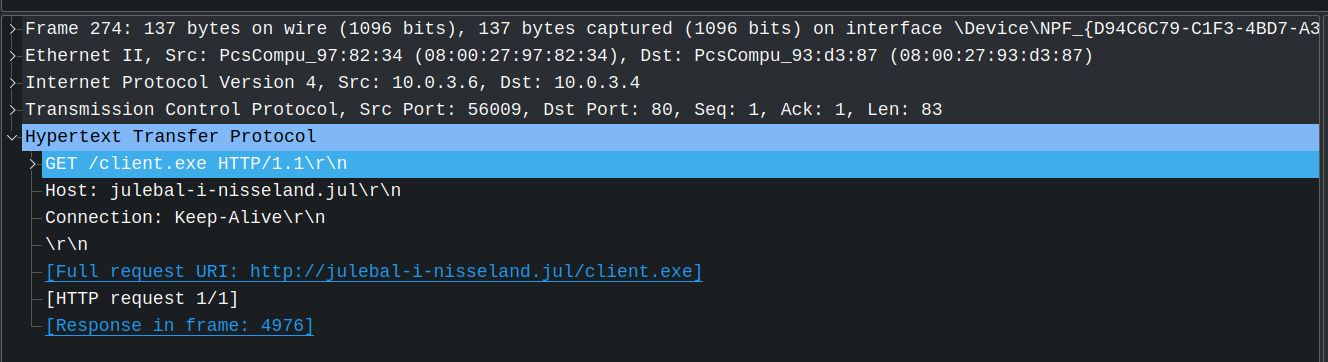 Frame 274: 137 bytes on wire (1096 bits), 137 bytes captured (1096 bits) on interface \Device\NPF_{D94C6C79-C1F3-4BD7-A3
Ethernet II, Src: PcsCompu_97:82:34 (08:00:27:97:82:34), Dst: PcsCompu_93:d3:87 (08:00:27:93:d3:87)
Internet Protocol Version 4, Src: 10.0.3.6, Dst: 10.0.3.4
Transmission Control Protocol, Src Port: 56009, Dst Port: 80, Seq: 1, Ack: 1, Len: 83
Hypertext Transfer Protocol
GET /client.exe HTTP/1.1\r\n
Host: julebal-i-nisseland.jul\r\n
Connection: Keep-Alive\r\n
\r\n
[Full request URI: http://julebal-i-nisseland.jul/client.exe]
[HTTP request 1/1]
[Response in frame: 4976]